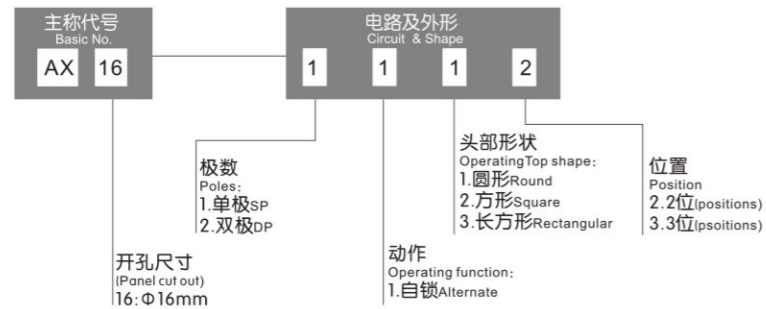 主称代号
Basic No.
AX 16
电路及外形
Circuit & Shape
1 1 1 2
极数
Poles:
1.单极SP
2.双极DP
开孔尺寸
(Panel cut out)
16:Φ16mm
动作
Operating function:
1.自锁Alternate
头部形状
OperatingTop shape:
1.圆形Round
2.方形Square
3.长方形Rectangular
位置
Position
2.2位(positions)
3.3位(psoitions)